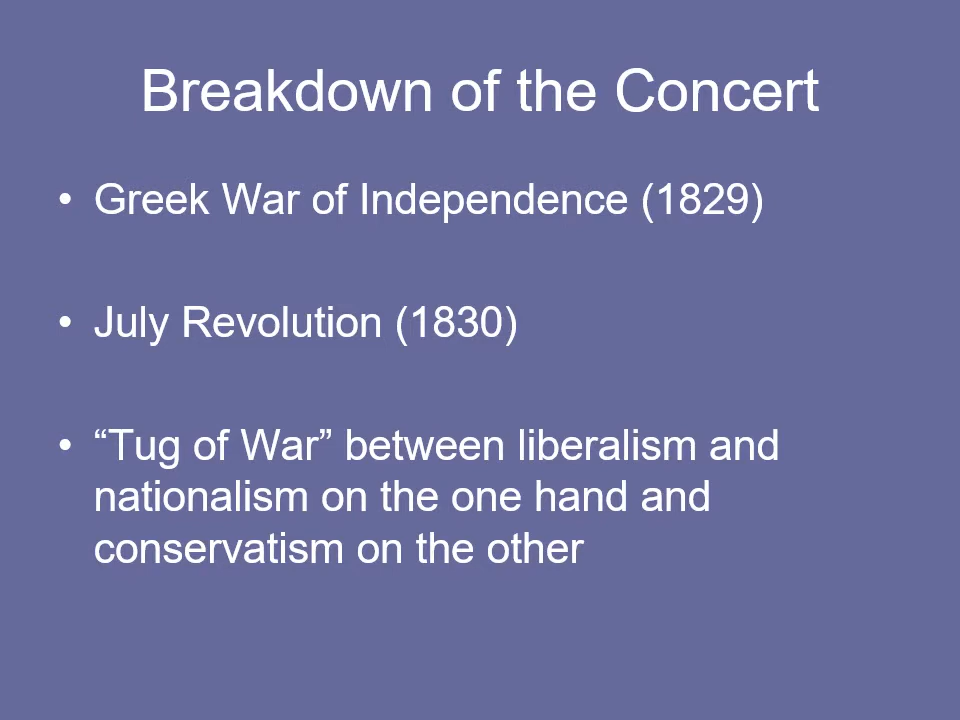 Breakdown of the Concert
• Greek War of Independence (1829)
• July Revolution (1830)
• “Tug of War” between liberalism and
nationalism on the one hand and
conservatism on the other